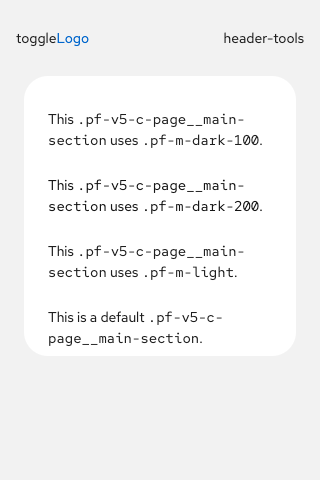 toggleLogo header-tools
This .pf-v5-c-page__main-
section uses .pf-m-dark-100.
This .pf-v5-c-page__main-
section uses .pf-m-dark-200.
This .pf-v5-c-page__main-
section uses .pf-m-light.
This is a default .pf-v5-c-
page__main-section.